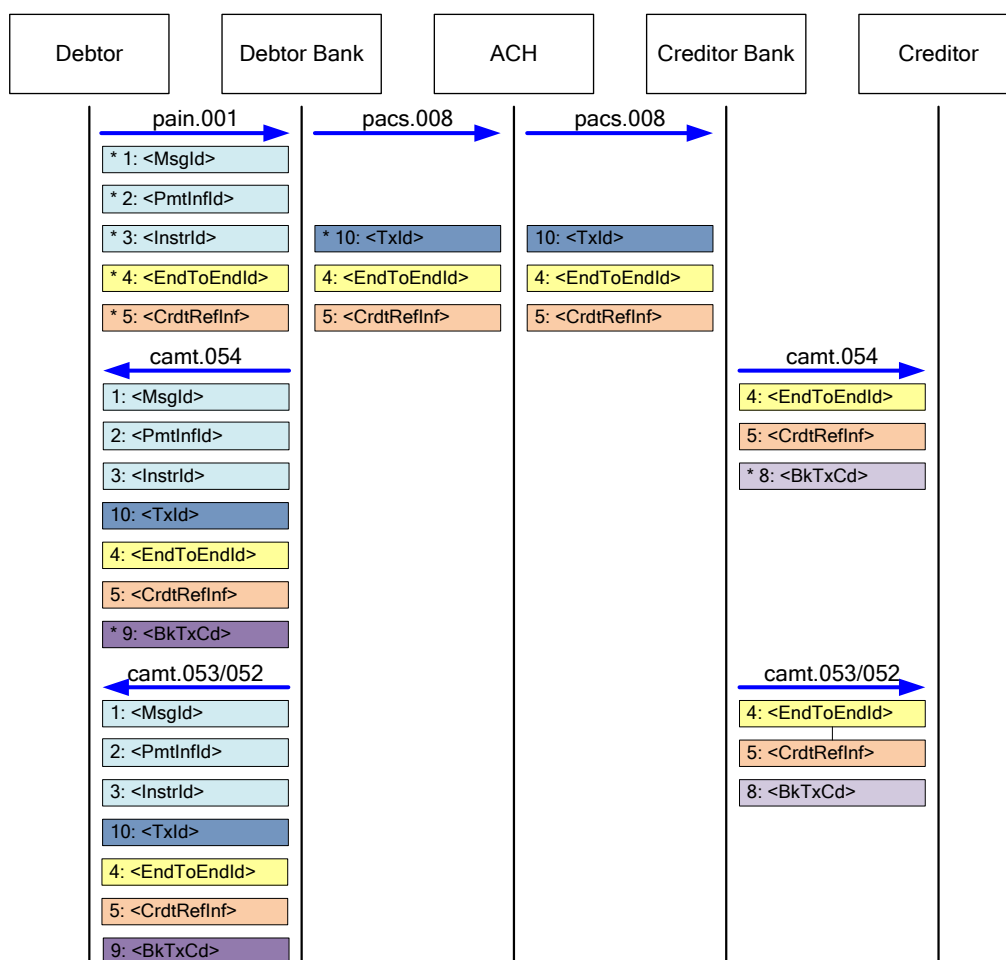 Debtor
Debtor Bank
ACH
Creditor Bank
Creditor
pain.001
pacs.008
pacs.008
* 1: <MsgId>
* 2: <PmtInfId>
* 3: <InstrId>
* 10: <TxId>
10: <TxId>
* 4: <EndToEndId>
4: <EndToEndId>
4: <EndToEndId>
* 5: <CrdtRefInf>
5: <CrdtRefInf>
5: <CrdtRefInf>
camt.054
camt.054
1: <MsgId>
4: <EndToEndId>
2: <PmtInfId>
5: <CrdtRefInf>
3: <InstrId>
* 8: <BkTxCd>
10: <TxId>
4: <EndToEndId>
5: <CrdtRefInf>
* 9: <BkTxCd>
camt.053/052
camt.053/052
1: <MsgId>
4: <EndToEndId>
2: <PmtInfId>
5: <CrdtRefInf>
3: <InstrId>
8: <BkTxCd>
10: <TxId>
4: <EndToEndId>
5: <CrdtRefInf>
9: <BkTxCd>